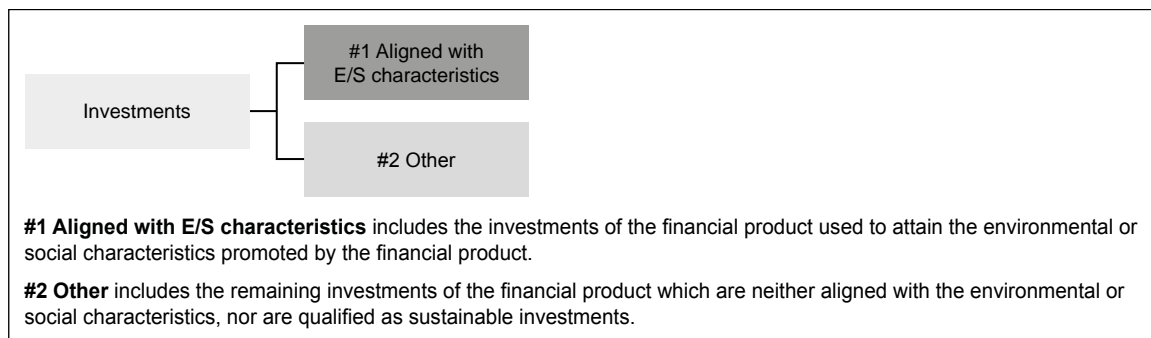 #1 Aligned with
E/S characteristics
Investments
#2 Other
#1 Aligned with E/S characteristics includes the investments of the financial product used to attain the environmental or
social characteristics promoted by the financial product.
#2 Other includes the remaining investments of the financial product which are neither aligned with the environmental or
social characteristics, nor are qualified as sustainable investments.